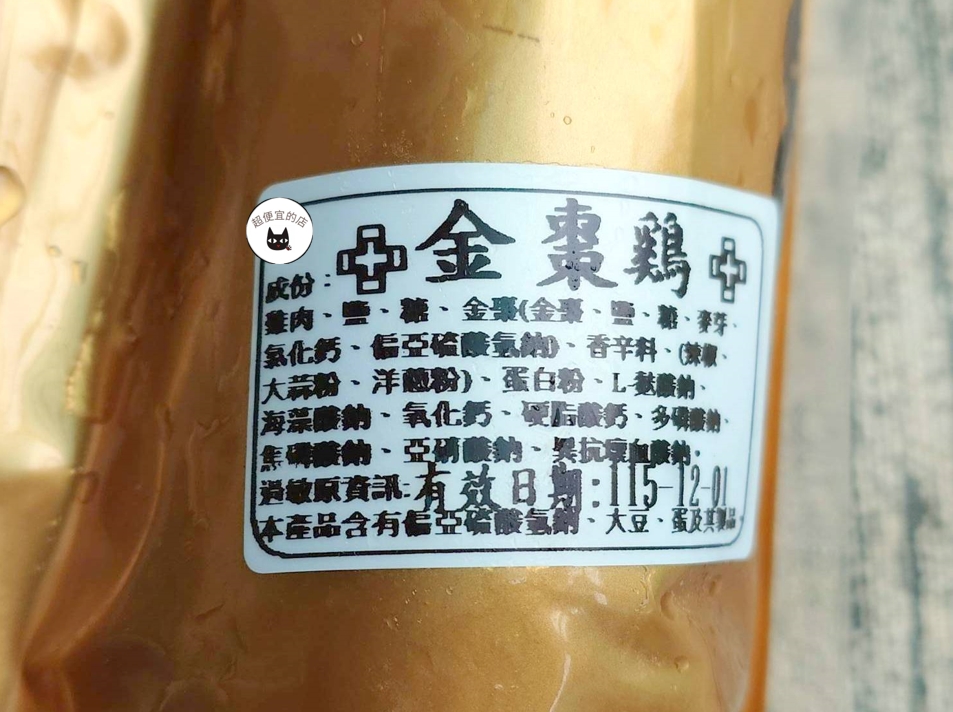 超便宜的店
金棗鷄
成份：
雞肉、鹽、糖、金棗(金棗、鹽、糖、麥芽、
氯化鈣、偏亞硫酸氫鈉)、香辛料、(辣椒、
大蒜粉、洋蔥粉)、蛋白粉、L-麩酸鈉、
海藻酸鈉、氧化鈣、硬脂酸鈣、多磷酸鈉、
焦磷酸鈉、亞硝酸鈉、異抗壞血酸鈉.
過敏原資訊:
有效日期:115-12-01
本產品含有偏亞硫酸氫鈉、大豆、蛋及其製品.